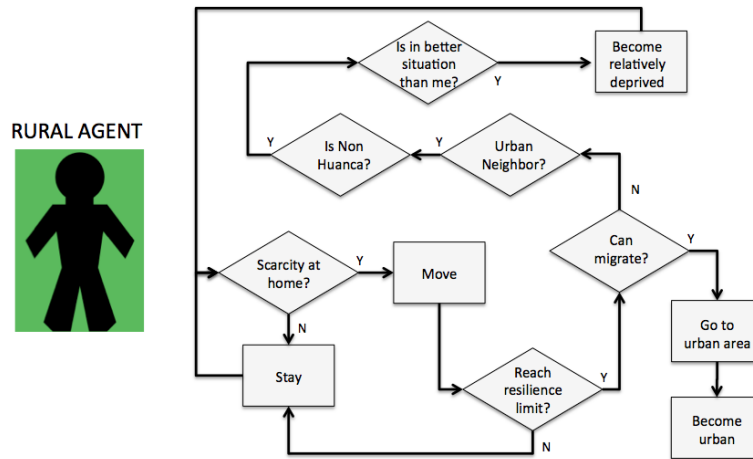 Is in better
situation
than me?
Y
Become
relatively
deprived
RURAL AGENT
Y
Is Non
Huanca?
Y
Urban
Neighbor?
N
Scarcity at
home?
Y
Move
Can
migrate?
Y
N
Go to
urban area
Stay
Reach
resilience
limit?
Y
N
Become
urban